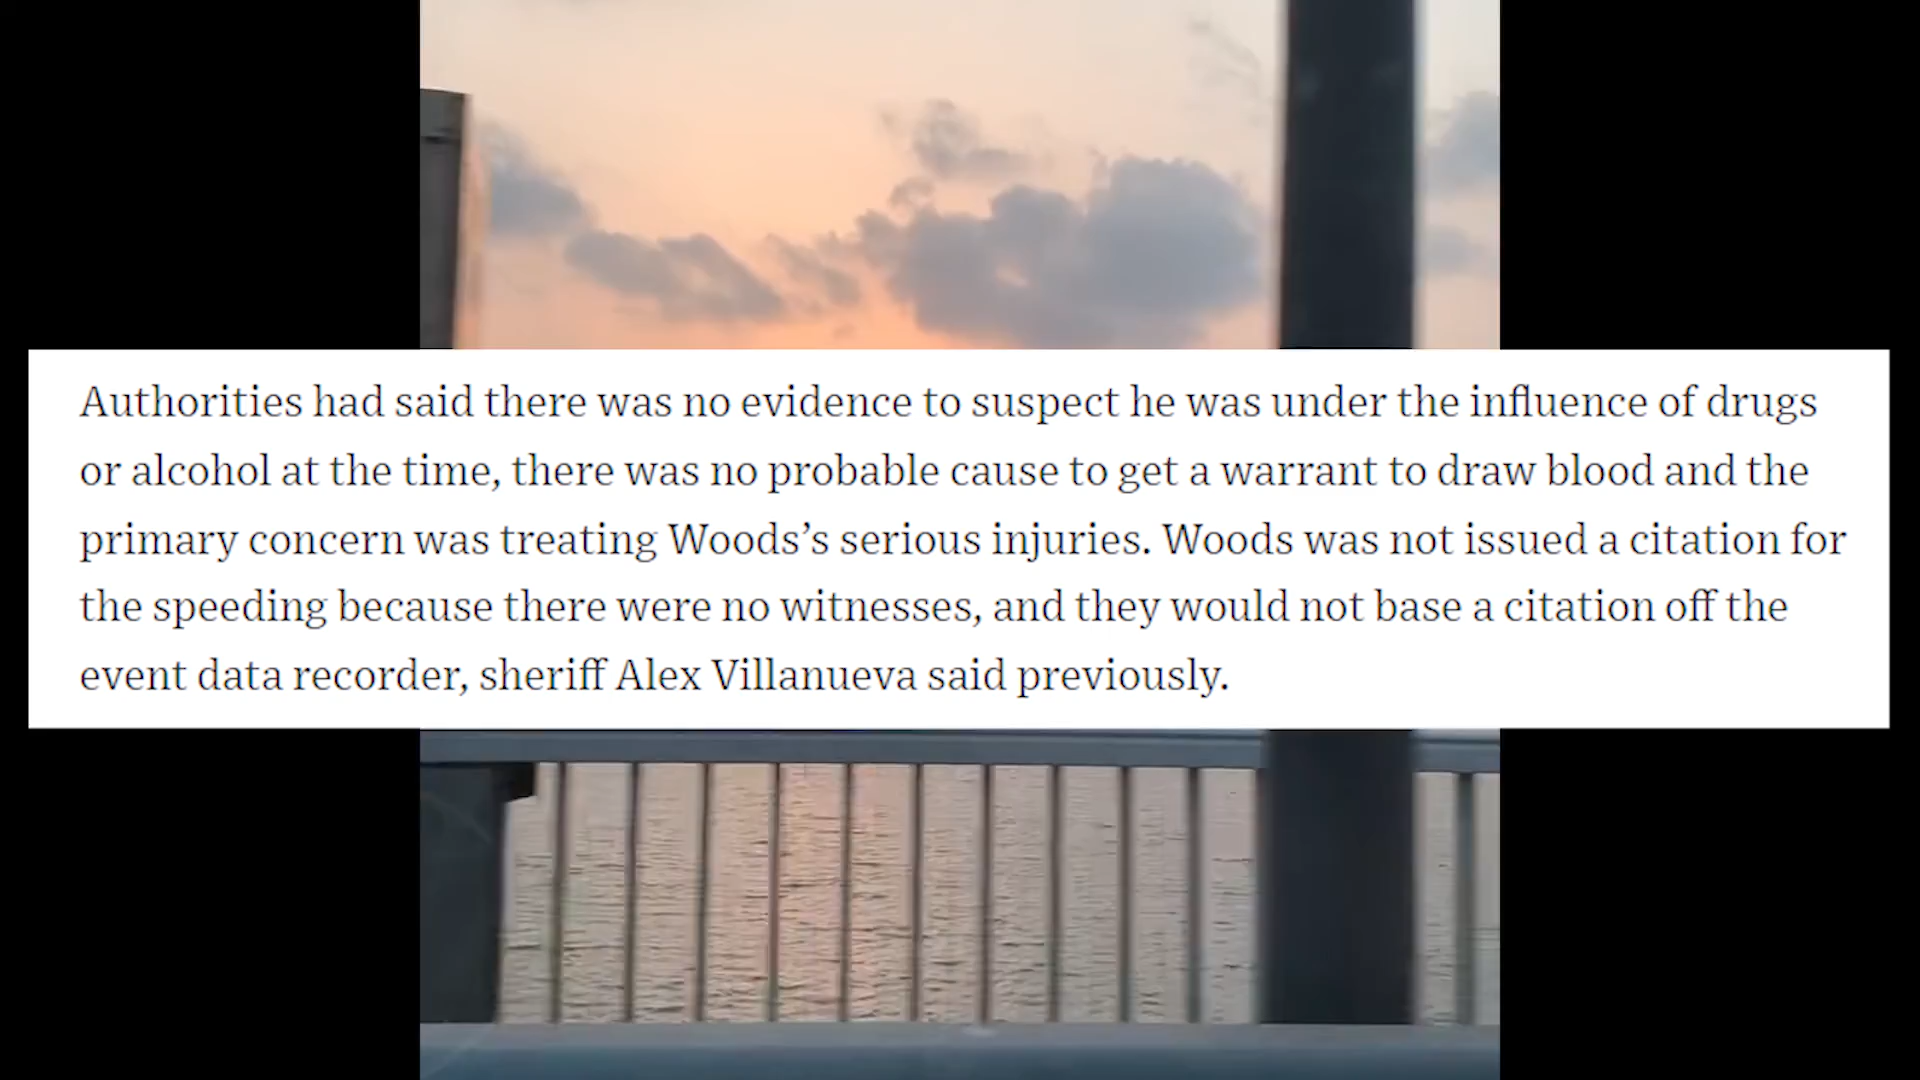 Authorities had said there was no evidence to suspect he was under the influence of drugs
or alcohol at the time, there was no probable cause to get a warrant to draw blood and the
primary concern was treating Woods’s serious injuries. Woods was not issued a citation for
the speeding because there were no witnesses, and they would not base a citation off the
event data recorder, sheriff Alex Villanueva said previously.